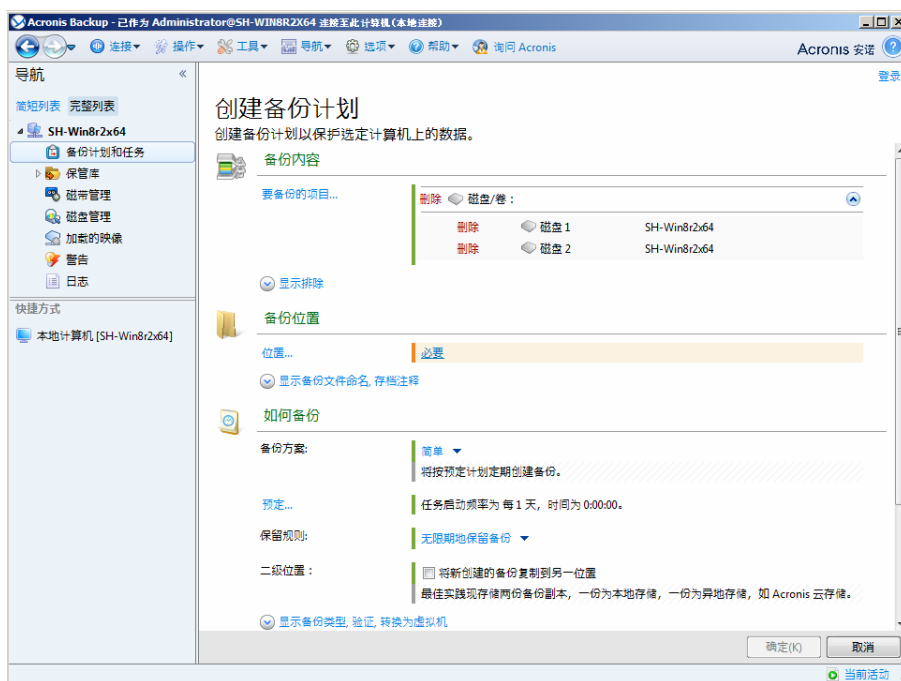 Acronis Backup - 已作为 Administrator@SH-WIN8R2X64 连接至此计算机(本地连接)
连接 操作 工具 导航 选项 帮助 询问 Acronis Acronis 安诺
导航
登录
简短列表 完整列表
SH-Win8r2x64
备份计划和任务
保管库
磁带管理
磁盘管理
加载的映像
警告
日志
快捷方式
本地计算机 [SH-Win8r2x64]
创建备份计划
创建备份计划以保护选定计算机上的数据。
备份内容
要备份的项目... 删除 磁盘/卷：
删除 磁盘 1 SH-Win8r2x64
删除 磁盘 2 SH-Win8r2x64
显示排除
备份位置
位置... 必要
显示备份文件命名, 存档注释
如何备份
备份方案: 简单
将按预定计划定期创建备份。
预定... 任务启动频率为 每 1 天，时间为 0:00:00。
保留规则: 无限期地保留备份
二级位置： 将新创建的备份复制到另一位置
最佳实践现存储两份备份副本，一份为本地存储，一份为异地存储，如 Acronis 云存储。
显示备份类型, 验证, 转换为虚拟机
确定(K) 取消
当前活动